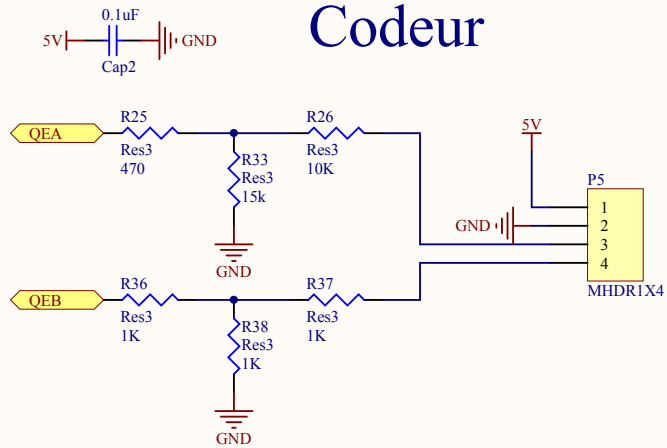 Codeur
0.1uF
5V
GND
Cap2
QEA
R25
Res3
470
R33
Res3
15k
GND
R26
Res3
10K
5V
P5
GND
1
2
3
4
MHDR1X4
QEB
R36
Res3
1K
R38
Res3
1K
GND
R37
Res3
1K